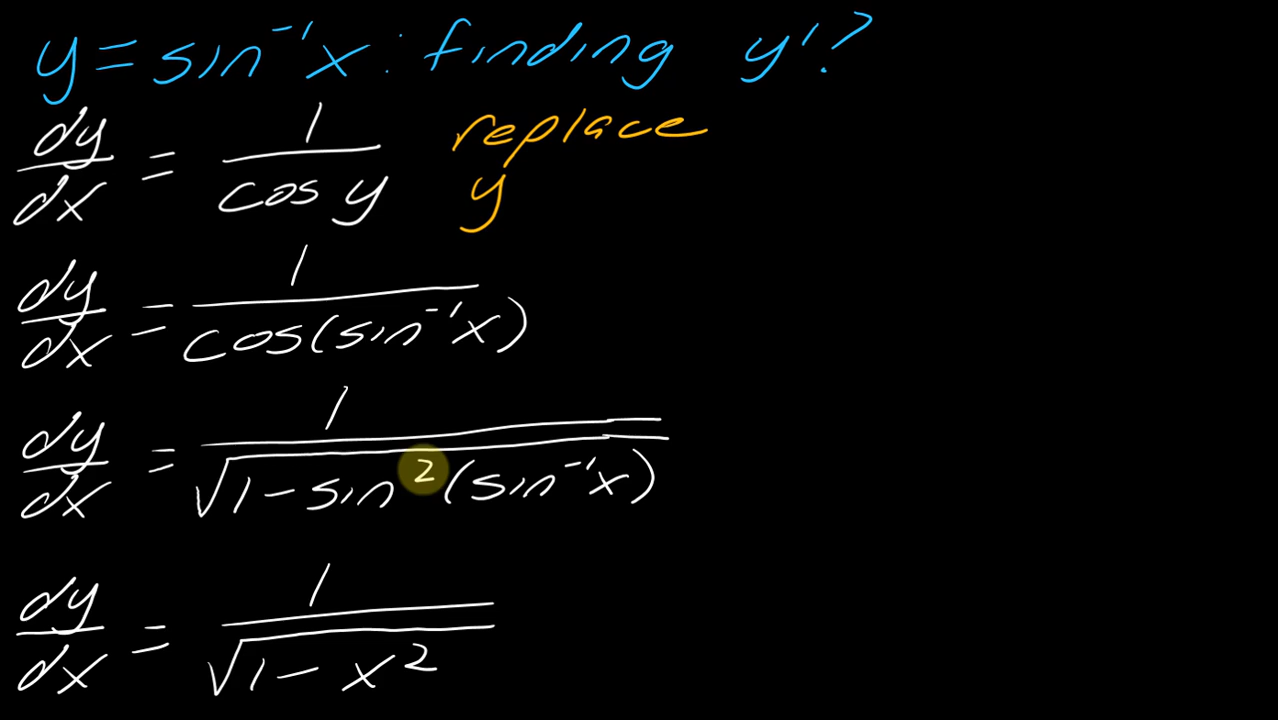 y = sin⁻¹x : finding y'?
dy/dx = 1/(cos y) replace
y
dy/dx = 1/(cos(sin⁻¹x))
dy/dx = 1/√(1 - sin²(sin⁻¹x))
dy/dx = 1/√(1 - x²)